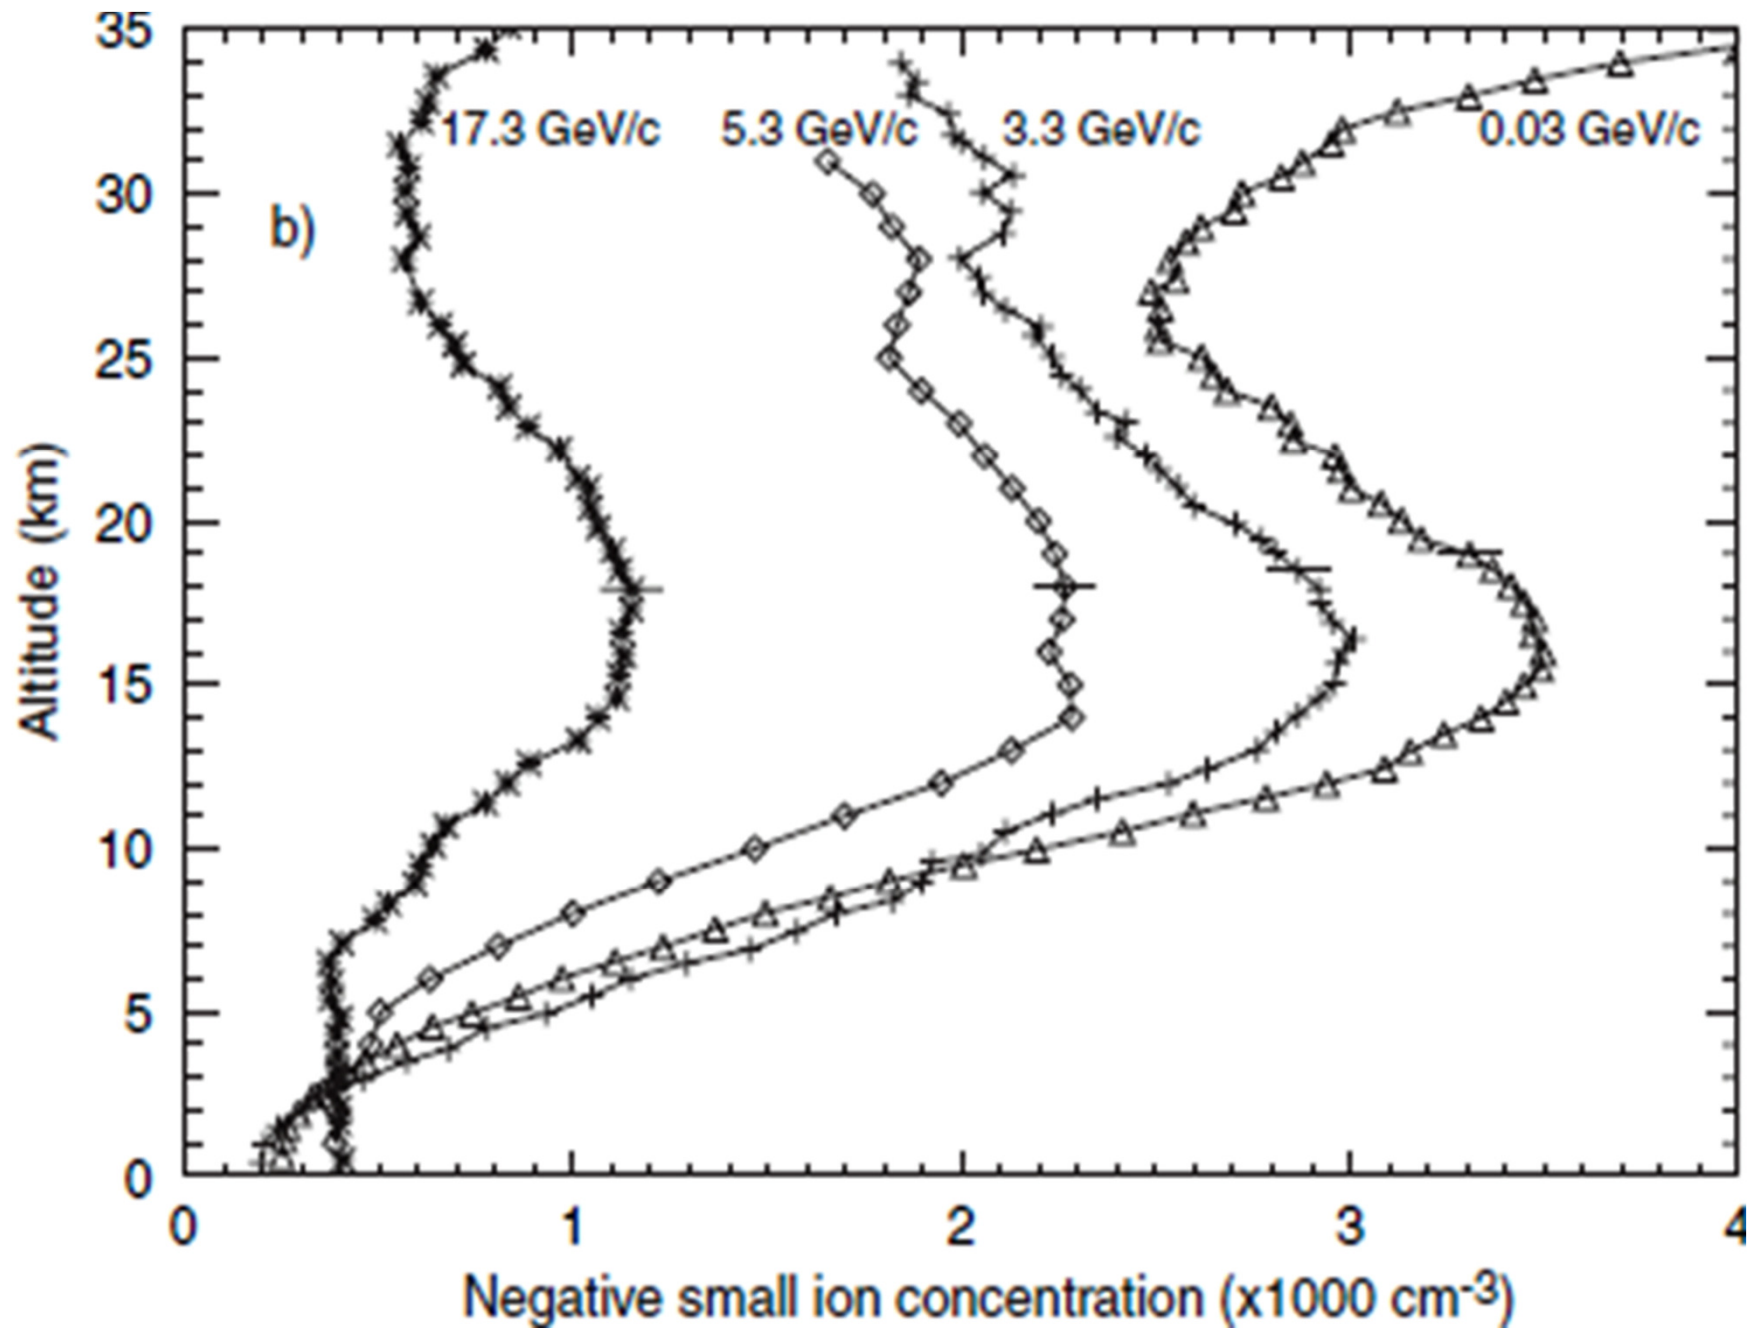 35
17.3 GeV/c 5.3 GeV/c 3.3 GeV/c 0.03 GeV/c
30
b)
25
20
15
10
5
0
Altitude (km)
0 1 2 3 4
Negative small ion concentration (x1000 cm-3)